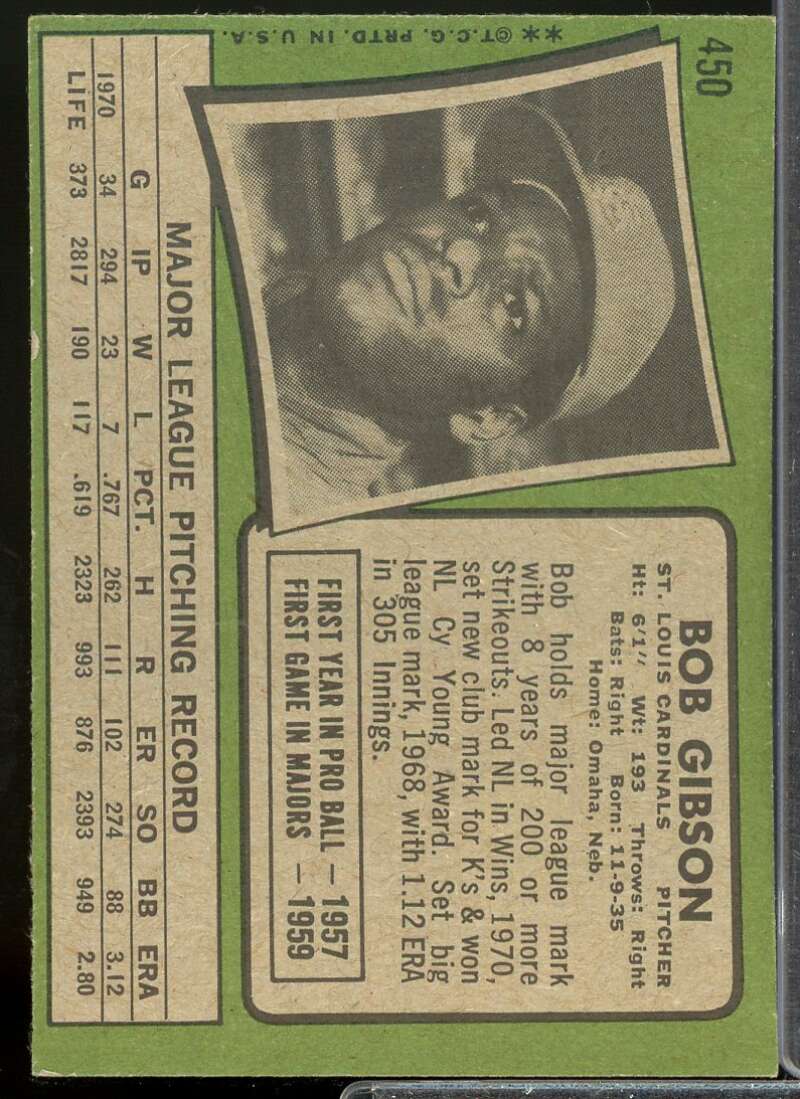 450
** ©T.C.G. PRTD. IN U.S.A.
BOB GIBSON
ST. LOUIS CARDINALS PITCHER
Ht: 6'1" Wt: 193 Throws: Right
Bats: Right Born: 11-9-35
Home: Omaha, Neb.
Bob holds major league mark
with 8 years of 200 or more
Strikeouts. Led NL in Wins, 1970,
set new club mark for K's & won
NL Cy Young Award. Set big
league mark, 1968, with 1.12 ERA
in 305 Innings.
FIRST YEAR IN PRO BALL — 1957
FIRST GAME IN MAJORS — 1959
MAJOR LEAGUE PITCHING RECORD
G IP W L PCT. H R ER SO BB ERA
1970 34 294 23 7 .767 262 111 102 274 88 3.12
LIFE 373 2817 190 117 .619 2323 993 876 2393 949 2.80